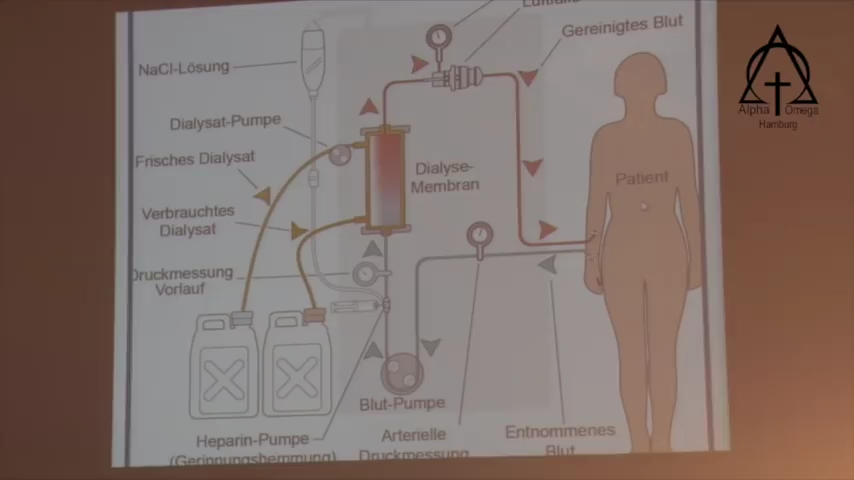 NaCl-Lösung
Dialysat-Pumpe
Frisches Dialysat
Verbrauchtes
Dialysat
Druckmessung
Vorlauf
Heparin-Pumpe
(Gerinnungshemmung)
Blut-Pumpe
Arterielle
Druckmessung
Entnommenes
Blut
Dialyse-
Membran
Gereinigtes Blut
Patient
Alpha Omega
Hamburg